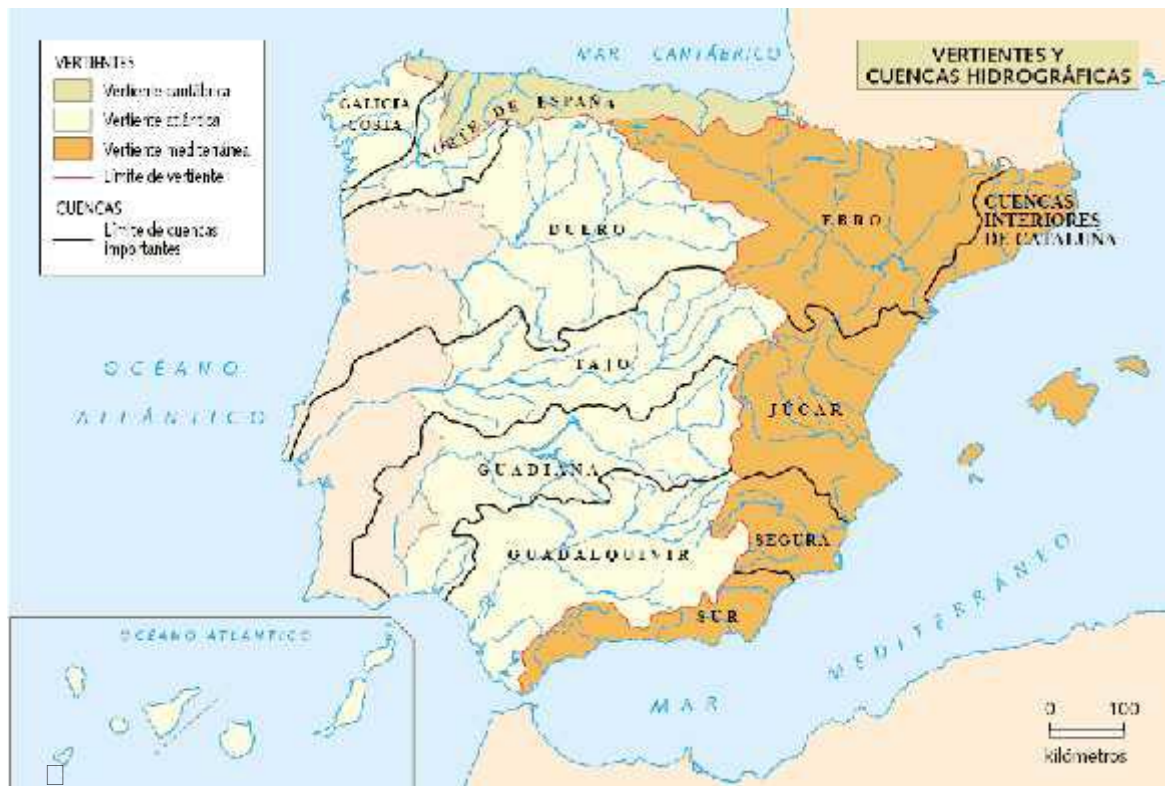 VERTIENTES
Vertiente cantábrica
Vertiente atlántica
Vertiente mediterránea
Límite de vertiente
CUENCAS
Límite de cuencas
importantes
MAR CANTÁBRICO
VERTIENTES Y
CUENCAS HIDROGRÁFICAS
GALICIA
COSTA
NORTE DE ESPAÑA
DUERO
EBRO
CUENCAS
INTERIORES
DE CATALUNA
OCÉANO
ATLÁNTICO
TAJO
JÚCAR
GUADIANA
GUADALQUIVIR
SEGURA
SUR
MAR MEDITERRÁNEO
OCÉANO ATLÁNTICO
0 100
kilómetros